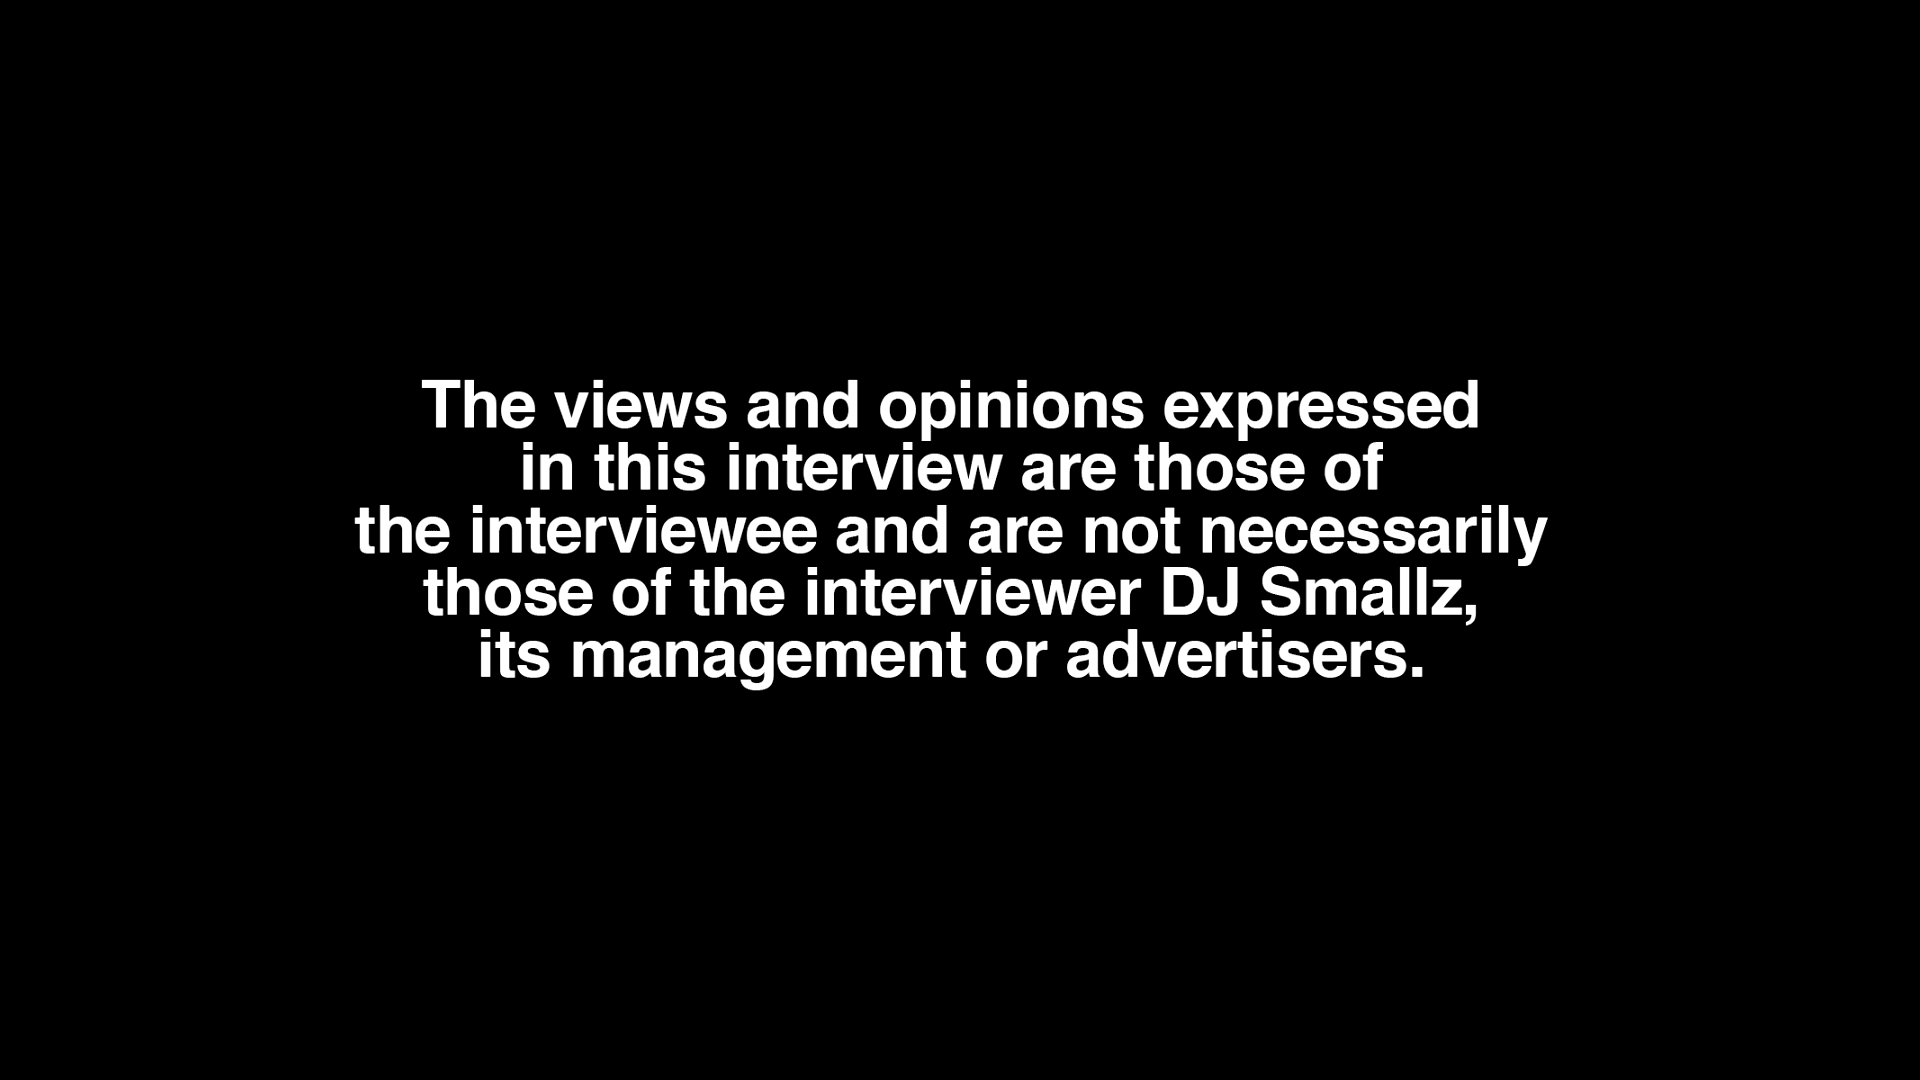 The views and opinions expressed
in this interview are those of
the interviewee and are not necessarily
those of the interviewer DJ Smallz,
its management or advertisers.